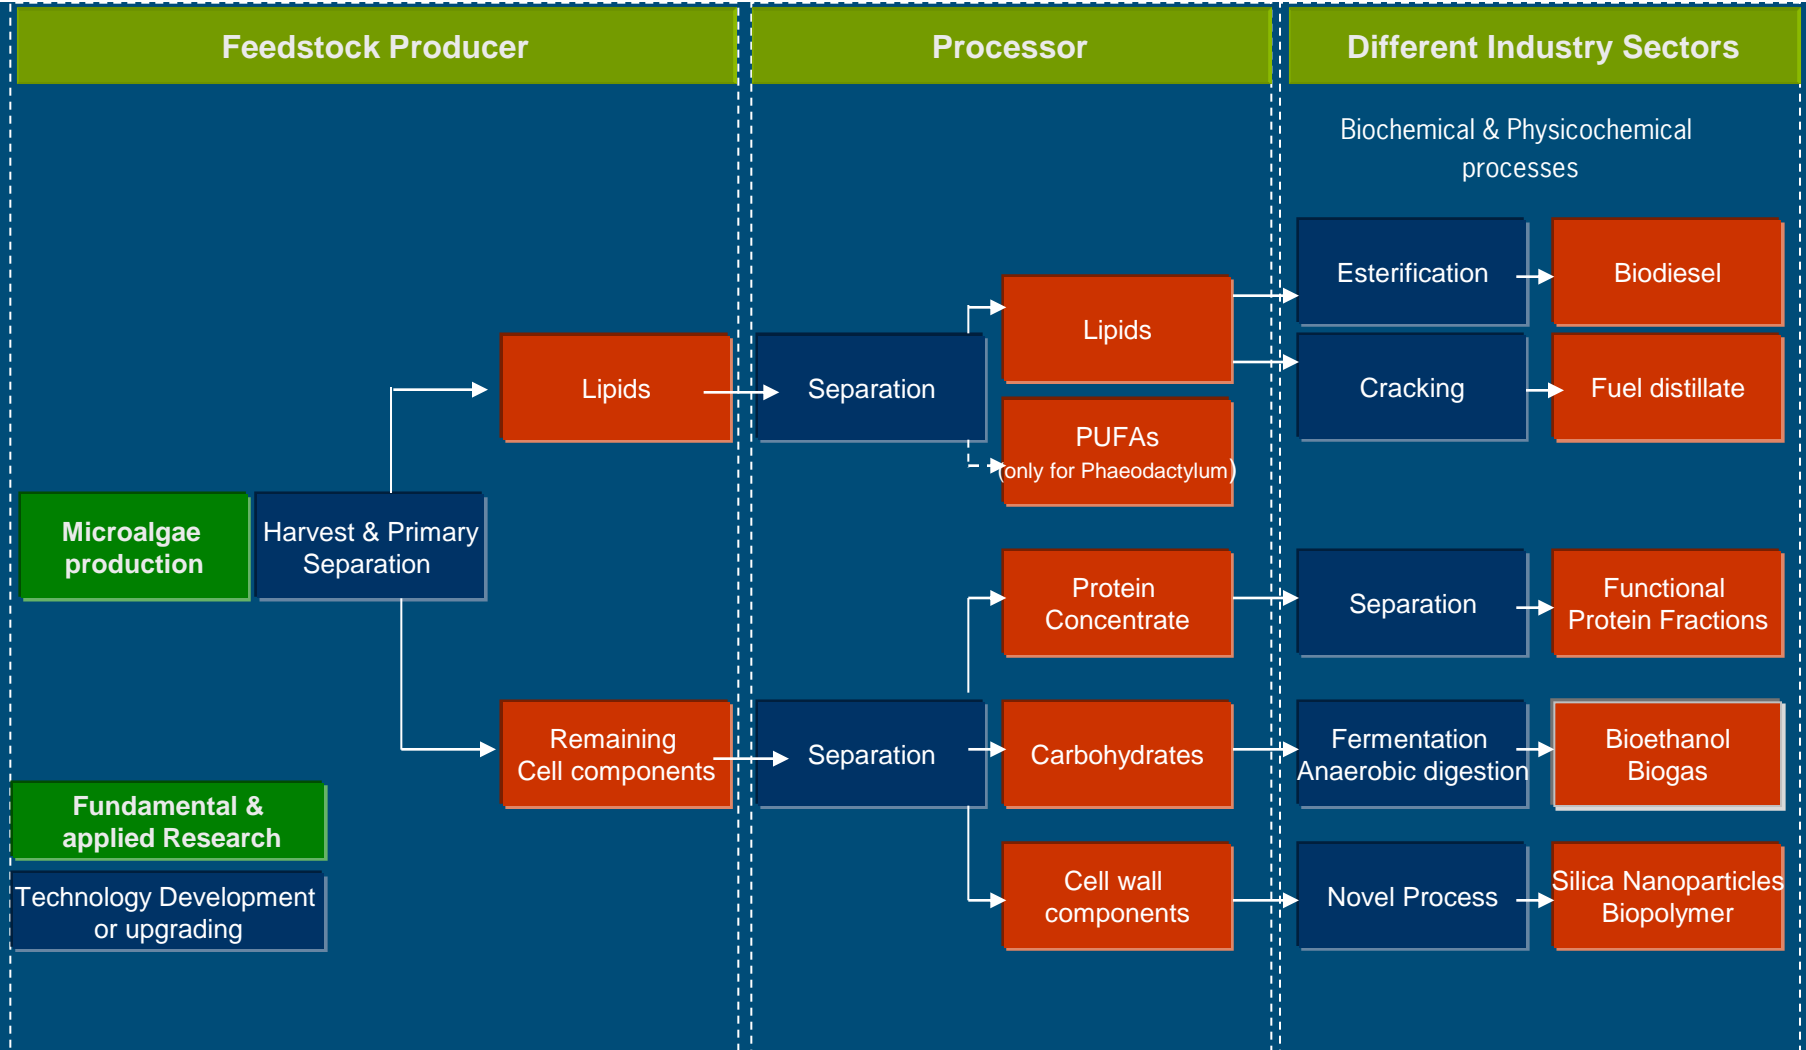 Feedstock Producer
Processor
Different Industry Sectors
Biochemical & Physicochemical
processes
Esterification
Biodiesel
Lipids
Cracking
Fuel distillate
Lipids
Separation
PUFAs
(only for Phaeodactylum)
Microalgae
production
Harvest & Primary
Separation
Protein
Concentrate
Separation
Functional
Protein Fractions
Remaining
Cell components
Separation
Carbohydrates
Fermentation
Anaerobic digestion
Bioethanol
Biogas
Fundamental &
applied Research
Technology Development
or upgrading
Cell wall
components
Novel Process
Silica Nanoparticles
Biopolymer